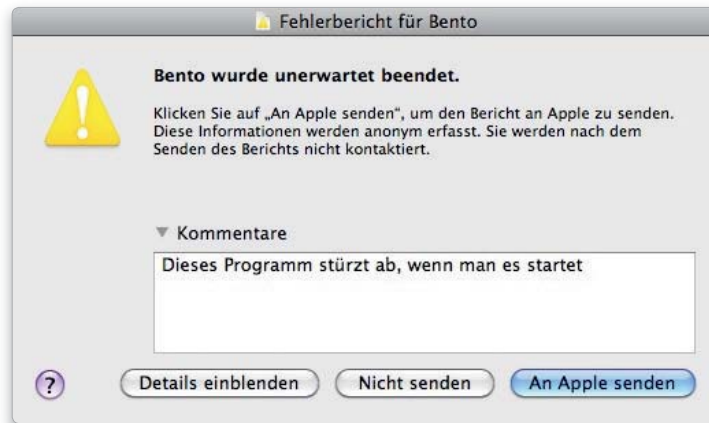 Fehlerbericht für Bento
Bento wurde unerwartet beendet.
Klicken Sie auf „An Apple senden“, um den Bericht an Apple zu senden.
Diese Informationen werden anonym erfasst. Sie werden nach dem
Senden des Berichts nicht kontaktiert.
Kommentare
Dieses Programm stürzt ab, wenn man es startet
? Details einblenden Nicht senden An Apple senden